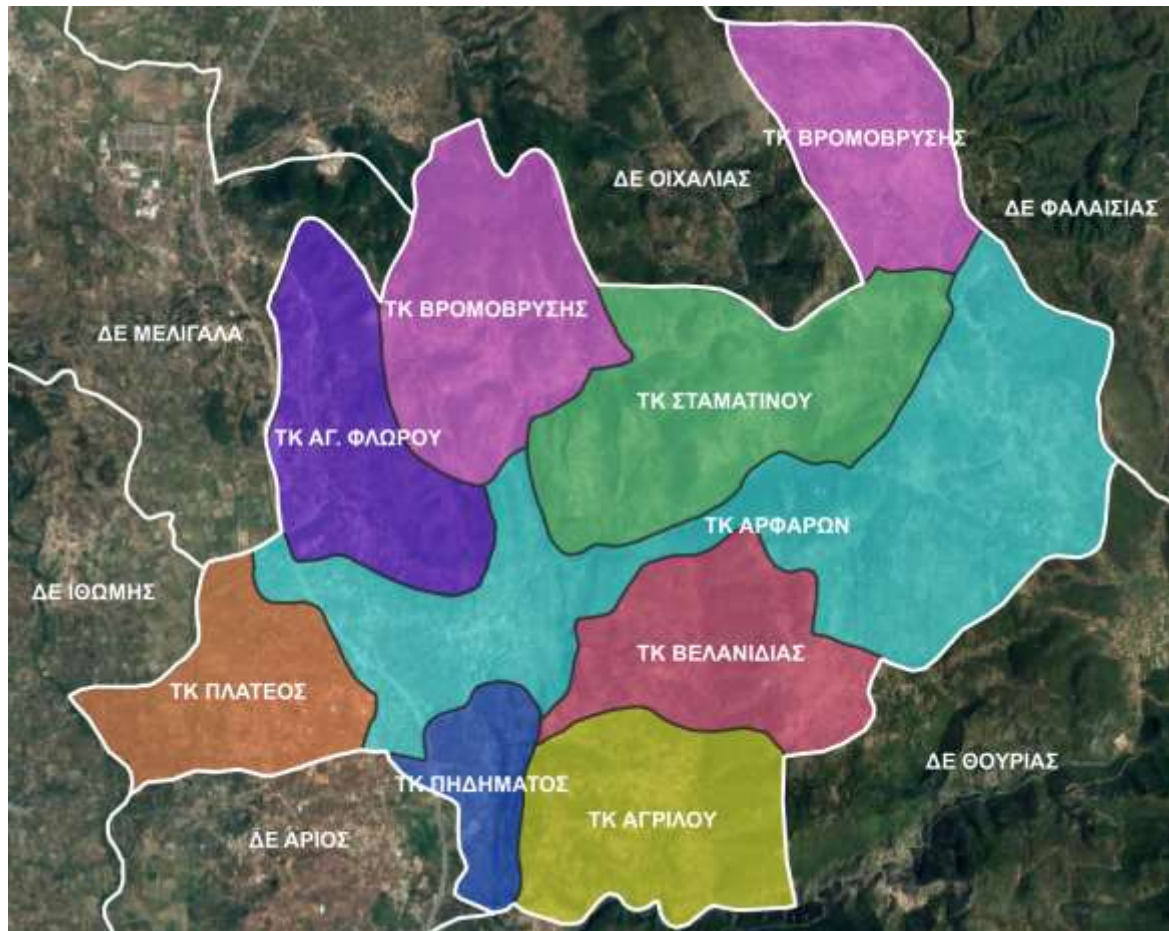 ΤΚ ΒΡΟΜΟΒΡΥΣΗΣ
ΔΕ ΟΙΧΑΛΙΑΣ
ΔΕ ΦΑΛΑΙΣΙΑΣ
ΤΚ ΒΡΟΜΟΒΡΥΣΗΣ
ΔΕ ΜΕΛΙΓΑΛΑ
ΤΚ ΣΤΑΜΑΤΙΝΟΥ
ΤΚ ΑΓ. ΦΛΩΡΟΥ
ΤΚ ΑΡΦΑΡΩΝ
ΔΕ ΙΘΩΜΗΣ
ΤΚ ΒΕΛΑΝΙΔΙΑΣ
ΤΚ ΠΛΑΤΕΟΣ
ΔΕ ΘΟΥΡΙΑΣ
ΤΚ ΠΗΔΗΜΑΤΟΣ
ΤΚ ΑΓΡΙΛΟΥ
ΔΕ ΑΡΙΟΣ